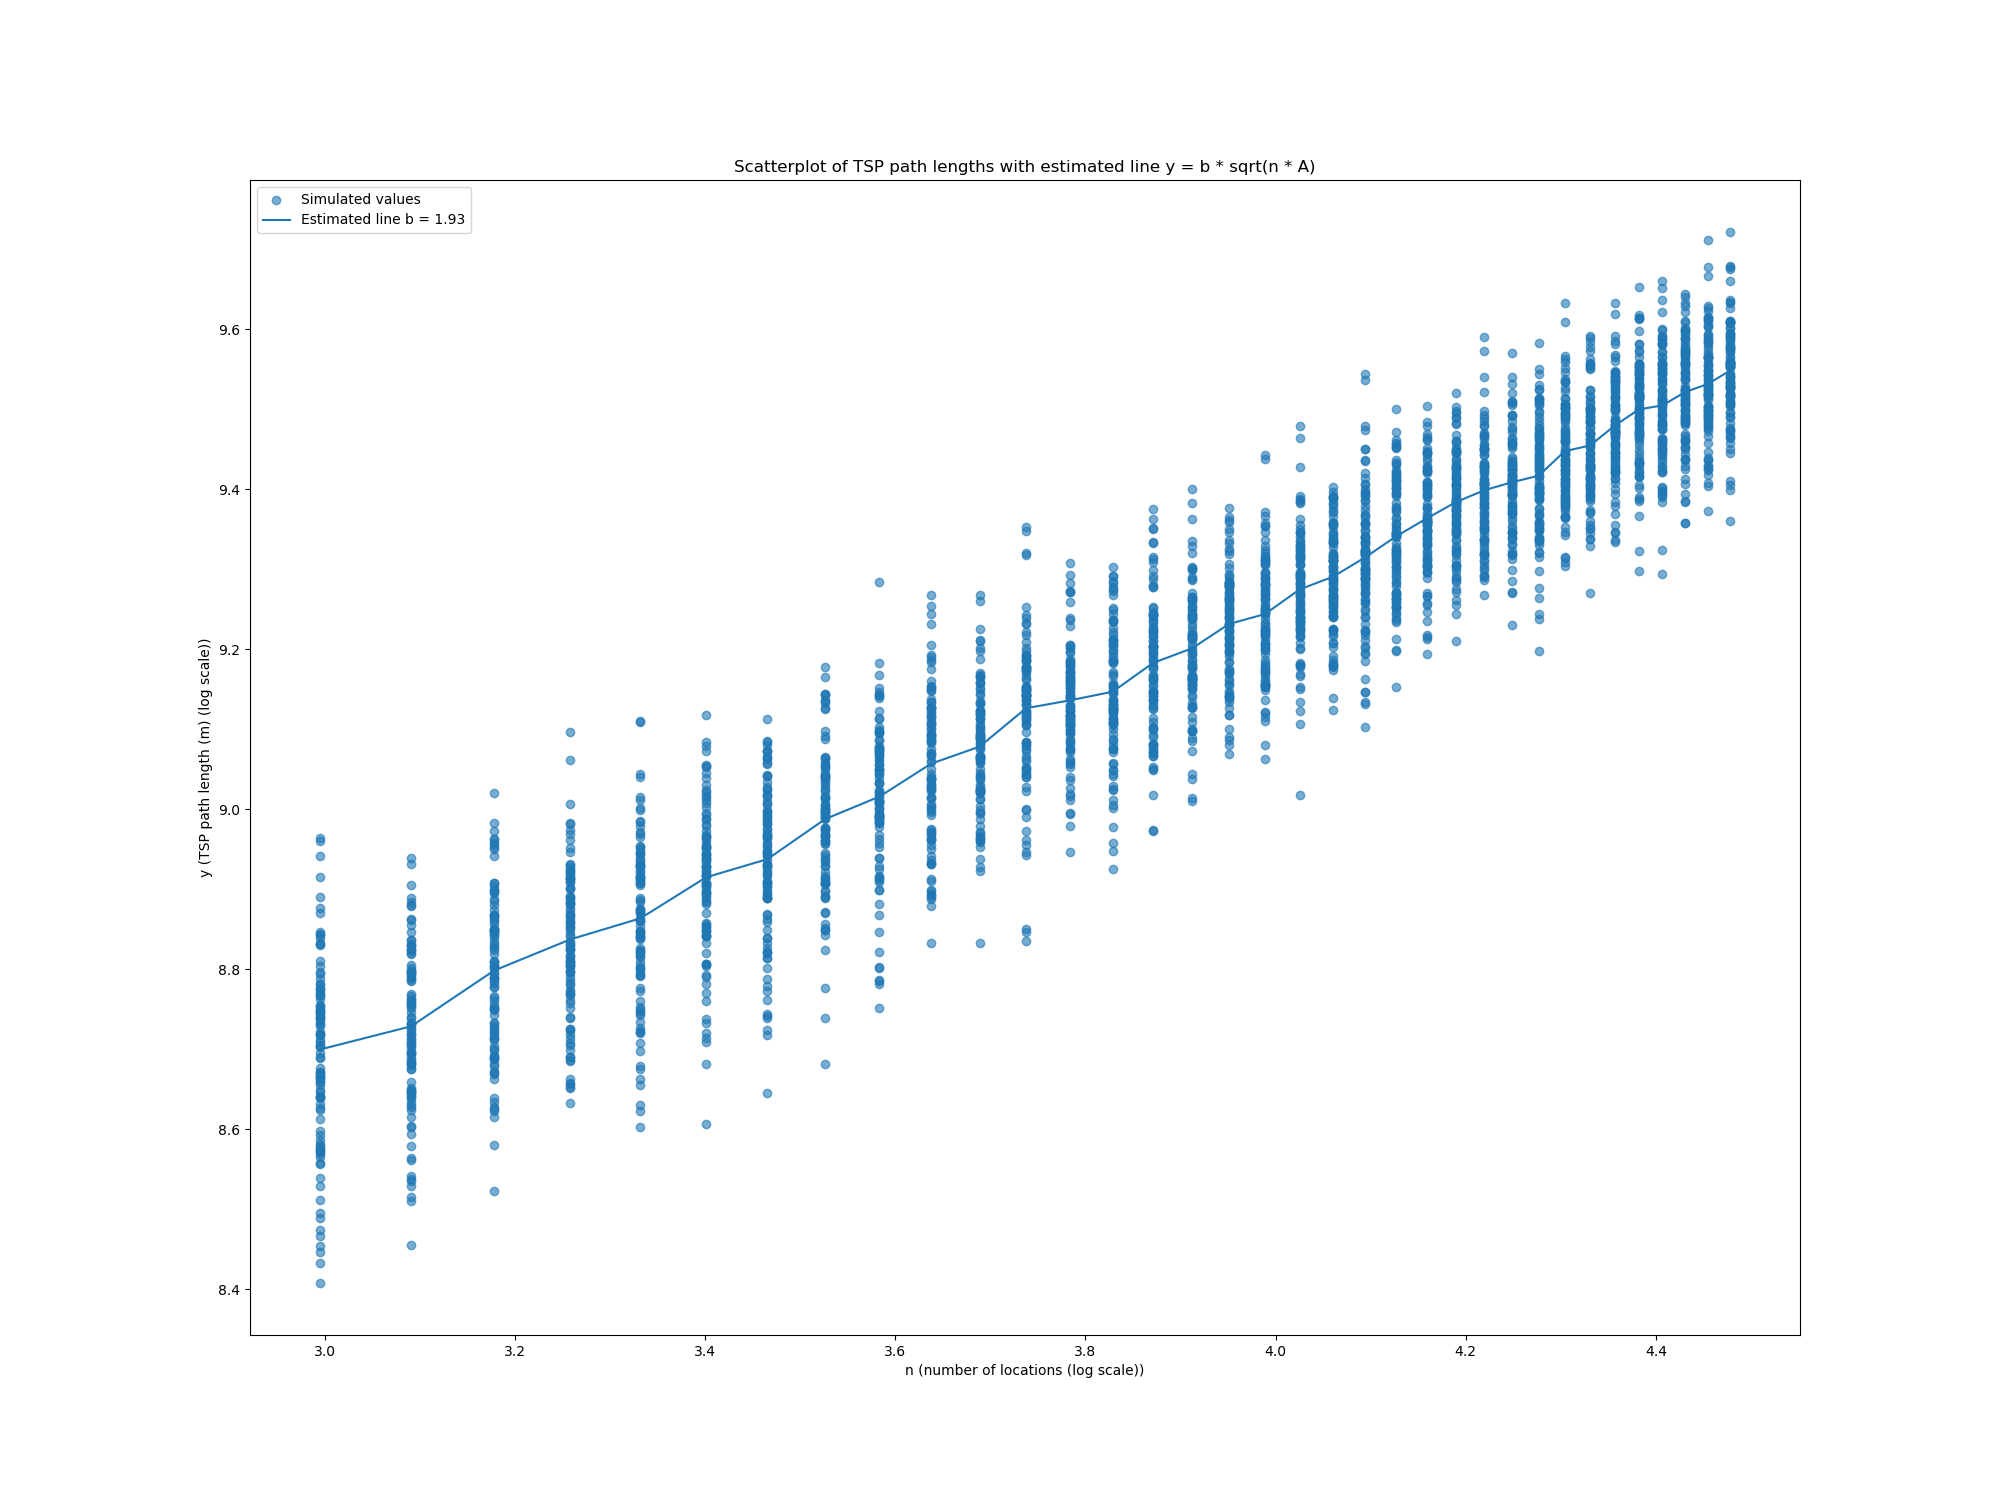 Scatterplot of TSP path lengths with estimated line y = b * sqrt(n * A)
Simulated values
Estimated line b = 1.93
9.6
9.4
9.2
9.0
8.8
8.6
8.4
y (TSP path length (m) (log scale))
3.0 3.2 3.4 3.6 3.8 4.0 4.2 4.4
n (number of locations (log scale))